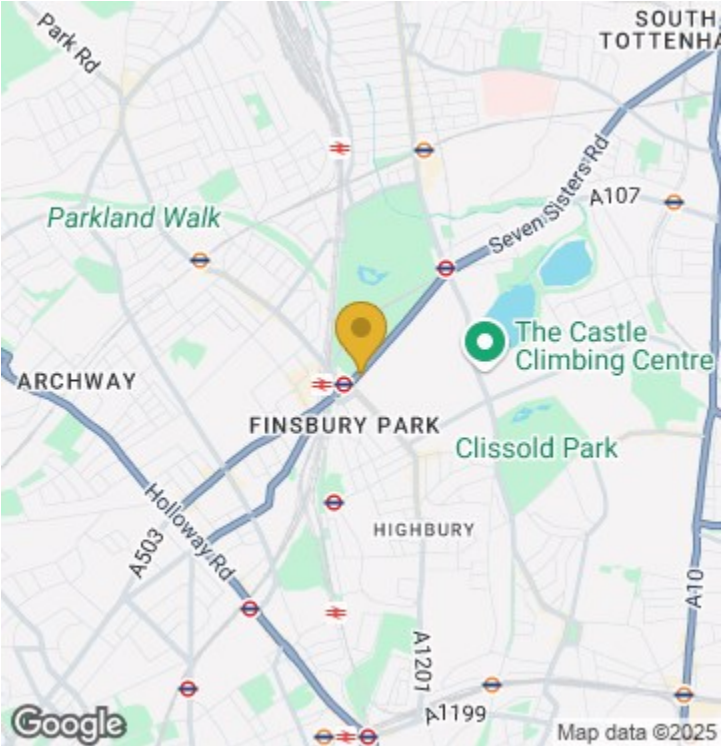 SOUTH
TOTTENHA
Park Rd
Parkland Walk
Seven Sisters Rd
A107
The Castle
Climbing Centre
ARCHWAY
FINSBURY PARK
Clissold Park
Holloway Rd
A503
HIGHBURY
A10
A1201
A1199
Google
Map data ©2025